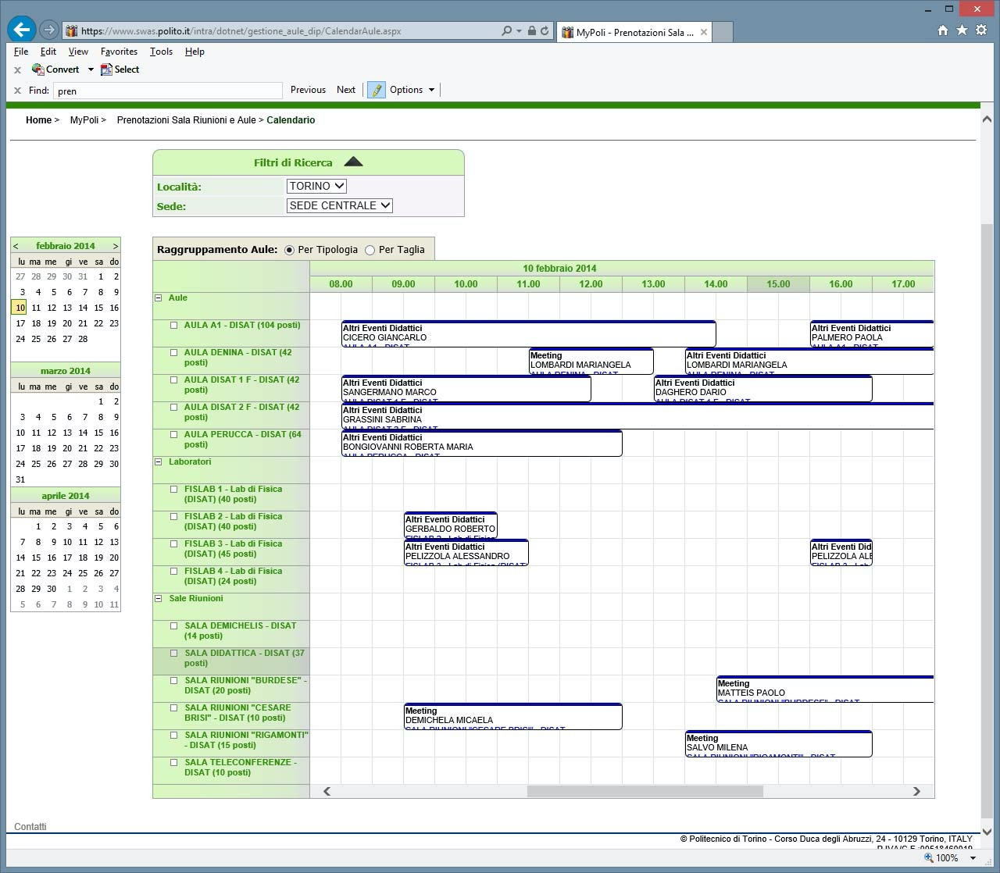 https://www.swas.polito.it/intra/dotnet/gestione_aule_dip/CalendarAule.aspx
MyPoli - Prenotazioni Sala ...
File Edit View Favorites Tools Help
Convert Select
Find: pren Previous Next Options
Home > MyPoli > Prenotazioni Sala Riunioni e Aule > Calendario
Filtri di Ricerca
Località: TORINO
Sede: SEDE CENTRALE
< febbraio 2014 >
lu ma me gi ve sa do
27 28 29 30 31 1 2
3 4 5 6 7 8 9
10 11 12 13 14 15 16
17 18 19 20 21 22 23
24 25 26 27 28
marzo 2014
lu ma me gi ve sa do
1 2
3 4 5 6 7 8 9
10 11 12 13 14 15 16
17 18 19 20 21 22 23
24 25 26 27 28 29 30
31
aprile 2014
lu ma me gi ve sa do
1 2 3 4 5 6
7 8 9 10 11 12 13
14 15 16 17 18 19 20
21 22 23 24 25 26 27
28 29 30 1 2 3 4
5 6 7 8 9 10 11
Raggruppamento Aule: Per Tipologia Per Taglia
10 febbraio 2014
08.00 09.00 10.00 11.00 12.00 13.00 14.00 15.00 16.00 17.00
Aule
AULA A1 - DISAT (104 posti)
Altri Eventi Didattici
CICERO GIANCARLO
AULA A1 - DISAT
Altri Eventi Didattici
PALMERO PAOLA
AULA A1 - DISAT
AULA DENINA - DISAT (42
posti)
Meeting
LOMBARDI MARIANGELA
AULA DENINA - DISAT
Altri Eventi Didattici
LOMBARDI MARIANGELA
AULA DENINA - DISAT
AULA DISAT 1 F - DISAT (42
posti)
Altri Eventi Didattici
SANGERMANO MARCO
AULA DISAT 1 F - DISAT
Altri Eventi Didattici
DAGHERO DARIO
AULA DISAT 1 F - DISAT
AULA DISAT 2 F - DISAT (42
posti)
Altri Eventi Didattici
GRASSINI SABRINA
AULA DISAT 2 F - DISAT
AULA PERUCCA - DISAT (64
posti)
Altri Eventi Didattici
BONGIOVANNI ROBERTA MARIA
AULA PERUCCA - DISAT
Laboratori
FISLAB 1 - Lab di Fisica
(DISAT) (40 posti)
FISLAB 2 - Lab di Fisica
(DISAT) (40 posti)
Altri Eventi Didattici
GERBALDO ROBERTO
FISLAB 2 - Lab di Fisica
FISLAB 3 - Lab di Fisica
(DISAT) (45 posti)
Altri Eventi Didattici
PELIZZOLA ALESSANDRO
FISLAB 3 - Lab di Fisica (DISAT)
Altri Eventi Did
PELIZZOLA ALE
FISLAB 3 - Lab
FISLAB 4 - Lab di Fisica
(DISAT) (24 posti)
Sale Riunioni
SALA DEMICHELIS - DISAT
(14 posti)
SALA DIDATTICA - DISAT (37
posti)
SALA RIUNIONI "BURDESE" -
DISAT (20 posti)
Meeting
MATTEIS PAOLO
SALA RIUNIONI "BURDESE" - DISAT
SALA RIUNIONI "CESARE
BRISI" - DISAT (10 posti)
Meeting
DEMICHELA MICAELA
SALA RIUNIONI "CESARE BRISI" - DISAT
SALA RIUNIONI "RIGAMONTI"
- DISAT (15 posti)
Meeting
SALVO MILENA
SALA RIUNIONI "RIGAMONTI" - DISAT
SALA TELECONFERENZE -
DISAT (10 posti)
Contatti
© Politecnico di Torino - Corso Duca degli Abruzzi, 24 - 10129 Torino, ITALY
P.IVA/C.F.:00518460019
100%